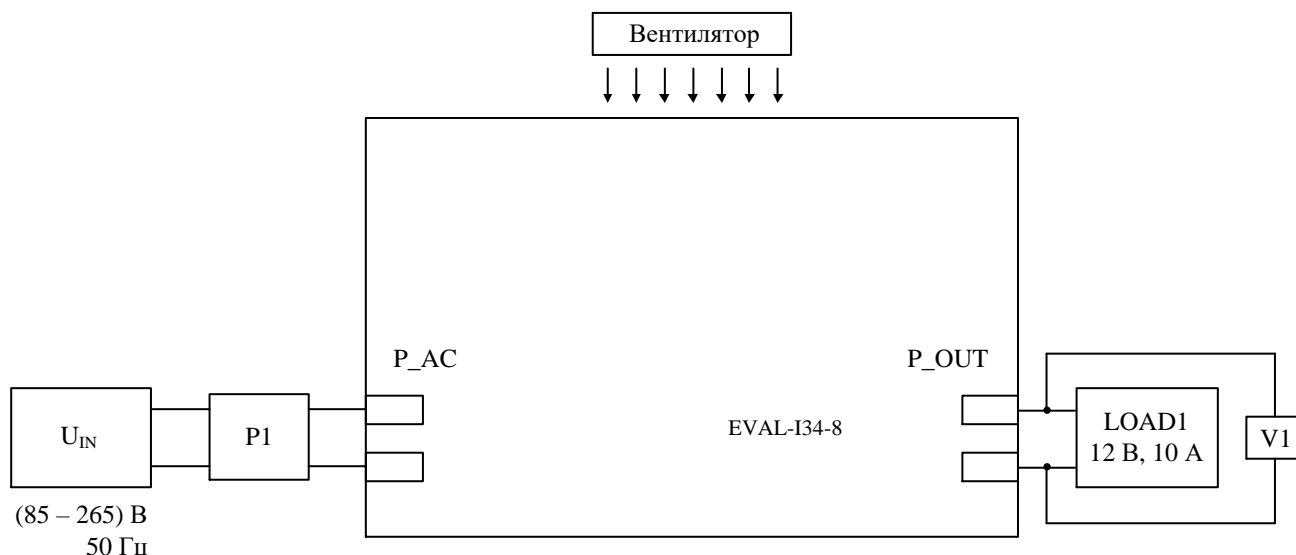 Вентилятор
P_AC
P_OUT
U_IN
P1
EVAL-I34-8
LOAD1
12 В, 10 А
V1
(85 – 265) В
50 Гц